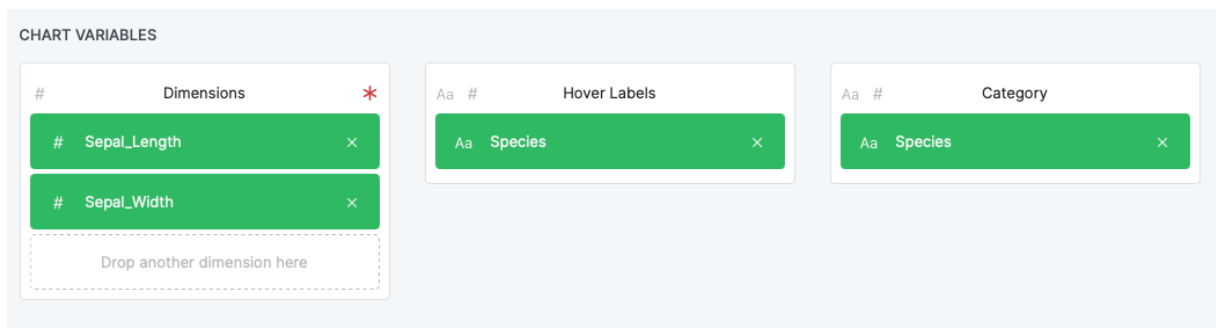 CHART VARIABLES
# Dimensions *
# Sepal_Length ×
# Sepal_Width ×
Drop another dimension here
Aa # Hover Labels
Aa Species ×
Aa # Category
Aa Species ×